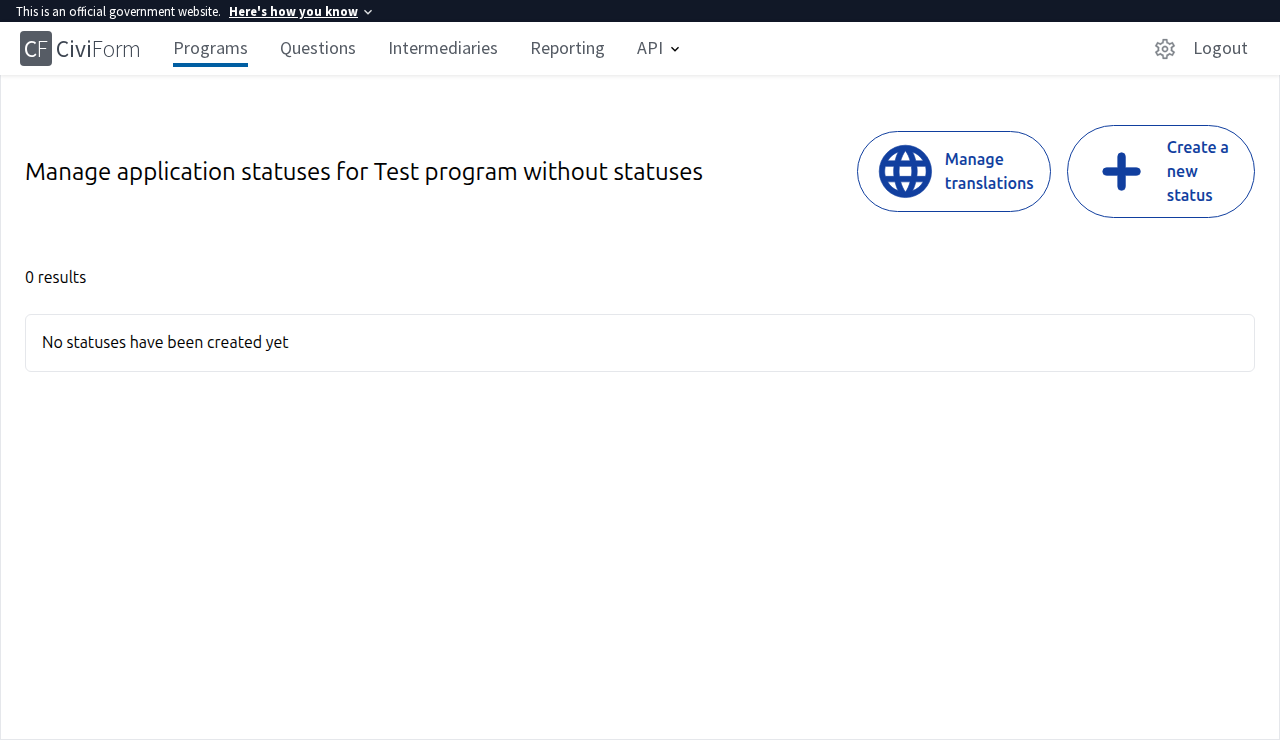 This is an official government website. Here's how you know
CF CiviForm Programs Questions Intermediaries Reporting API Logout
Manage application statuses for Test program without statuses
Manage
translations
Create a
new
status
0 results
No statuses have been created yet